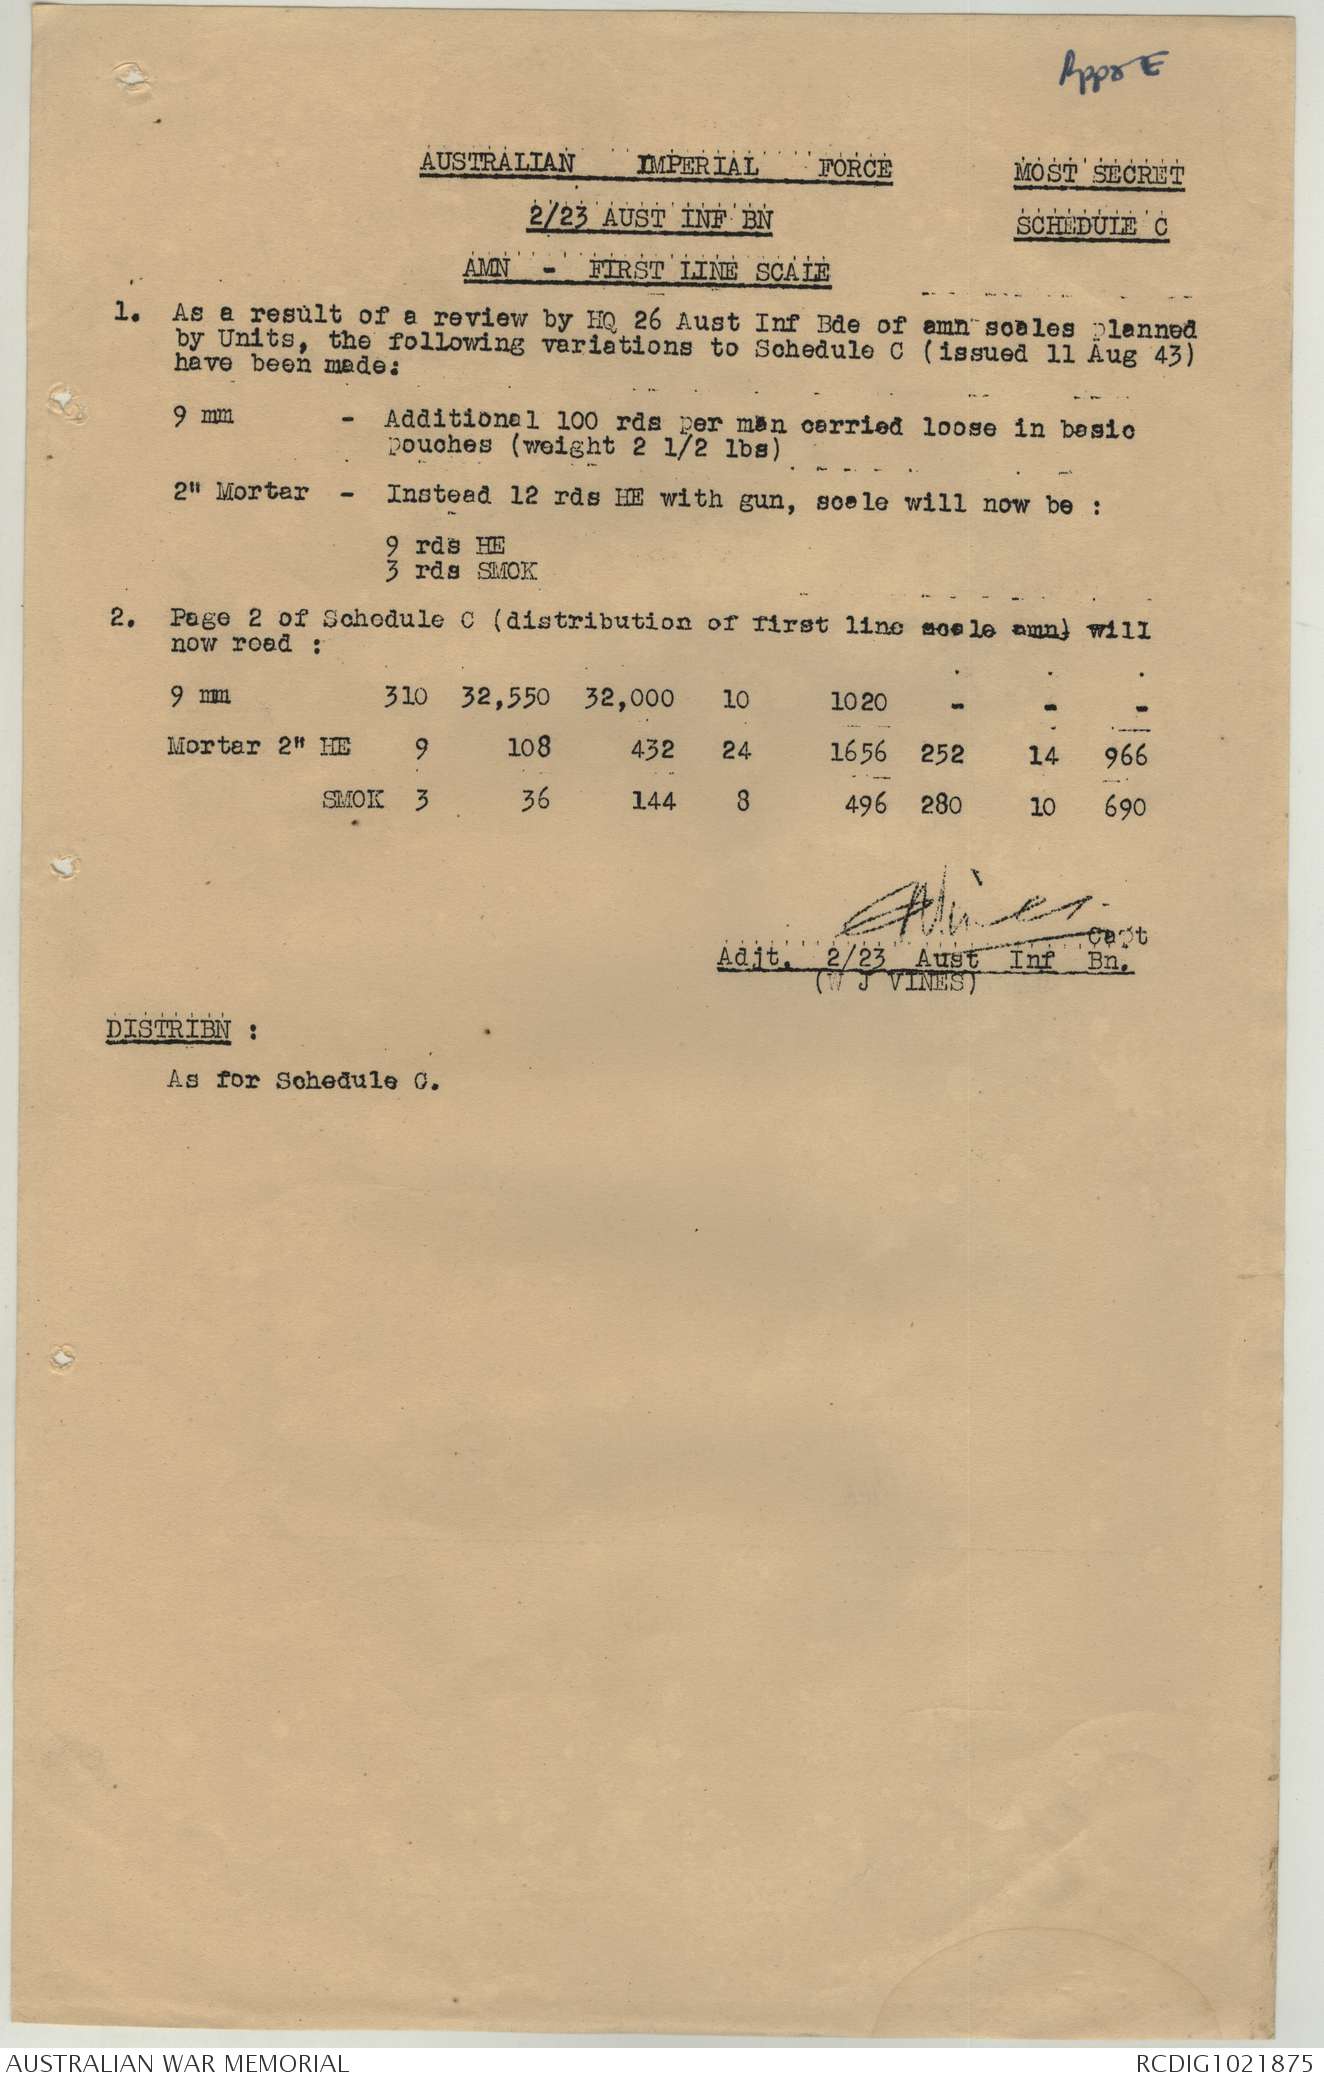 Appx E
AUSTRALIAN IMPERIAL FORCE
MOST SECRET
2/23 AUST INF BN
SCHEDULE C
AMN - FIRST LINE SCALE
1. As a result of a review by HQ 26 Aust Inf Bde of amn scales planned
by Units, the following variations to Schedule C (issued 11 Aug 43)
have been made:
9 mm - Additional 100 rds per man carried loose in basic
pouches (weight 2 1/2 lbs)
2" Mortar - Instead 12 rds HE with gun, scale will now be :
9 rds HE
3 rds SMOK
2. Page 2 of Schedule C (distribution of first line scale amn) will
now read :
9 mm 310 32,550 32,000 10 1020 - - -
Mortar 2" HE 9 108 432 24 1656 252 14 966
SMOK 3 36 144 8 496 280 10 690
Vines
Capt
Adjt. 2/23 Aust Inf Bn.
(W J VINES)
DISTRIBN :
As for Schedule C.
AUSTRALIAN WAR MEMORIAL
RCDIG1021875